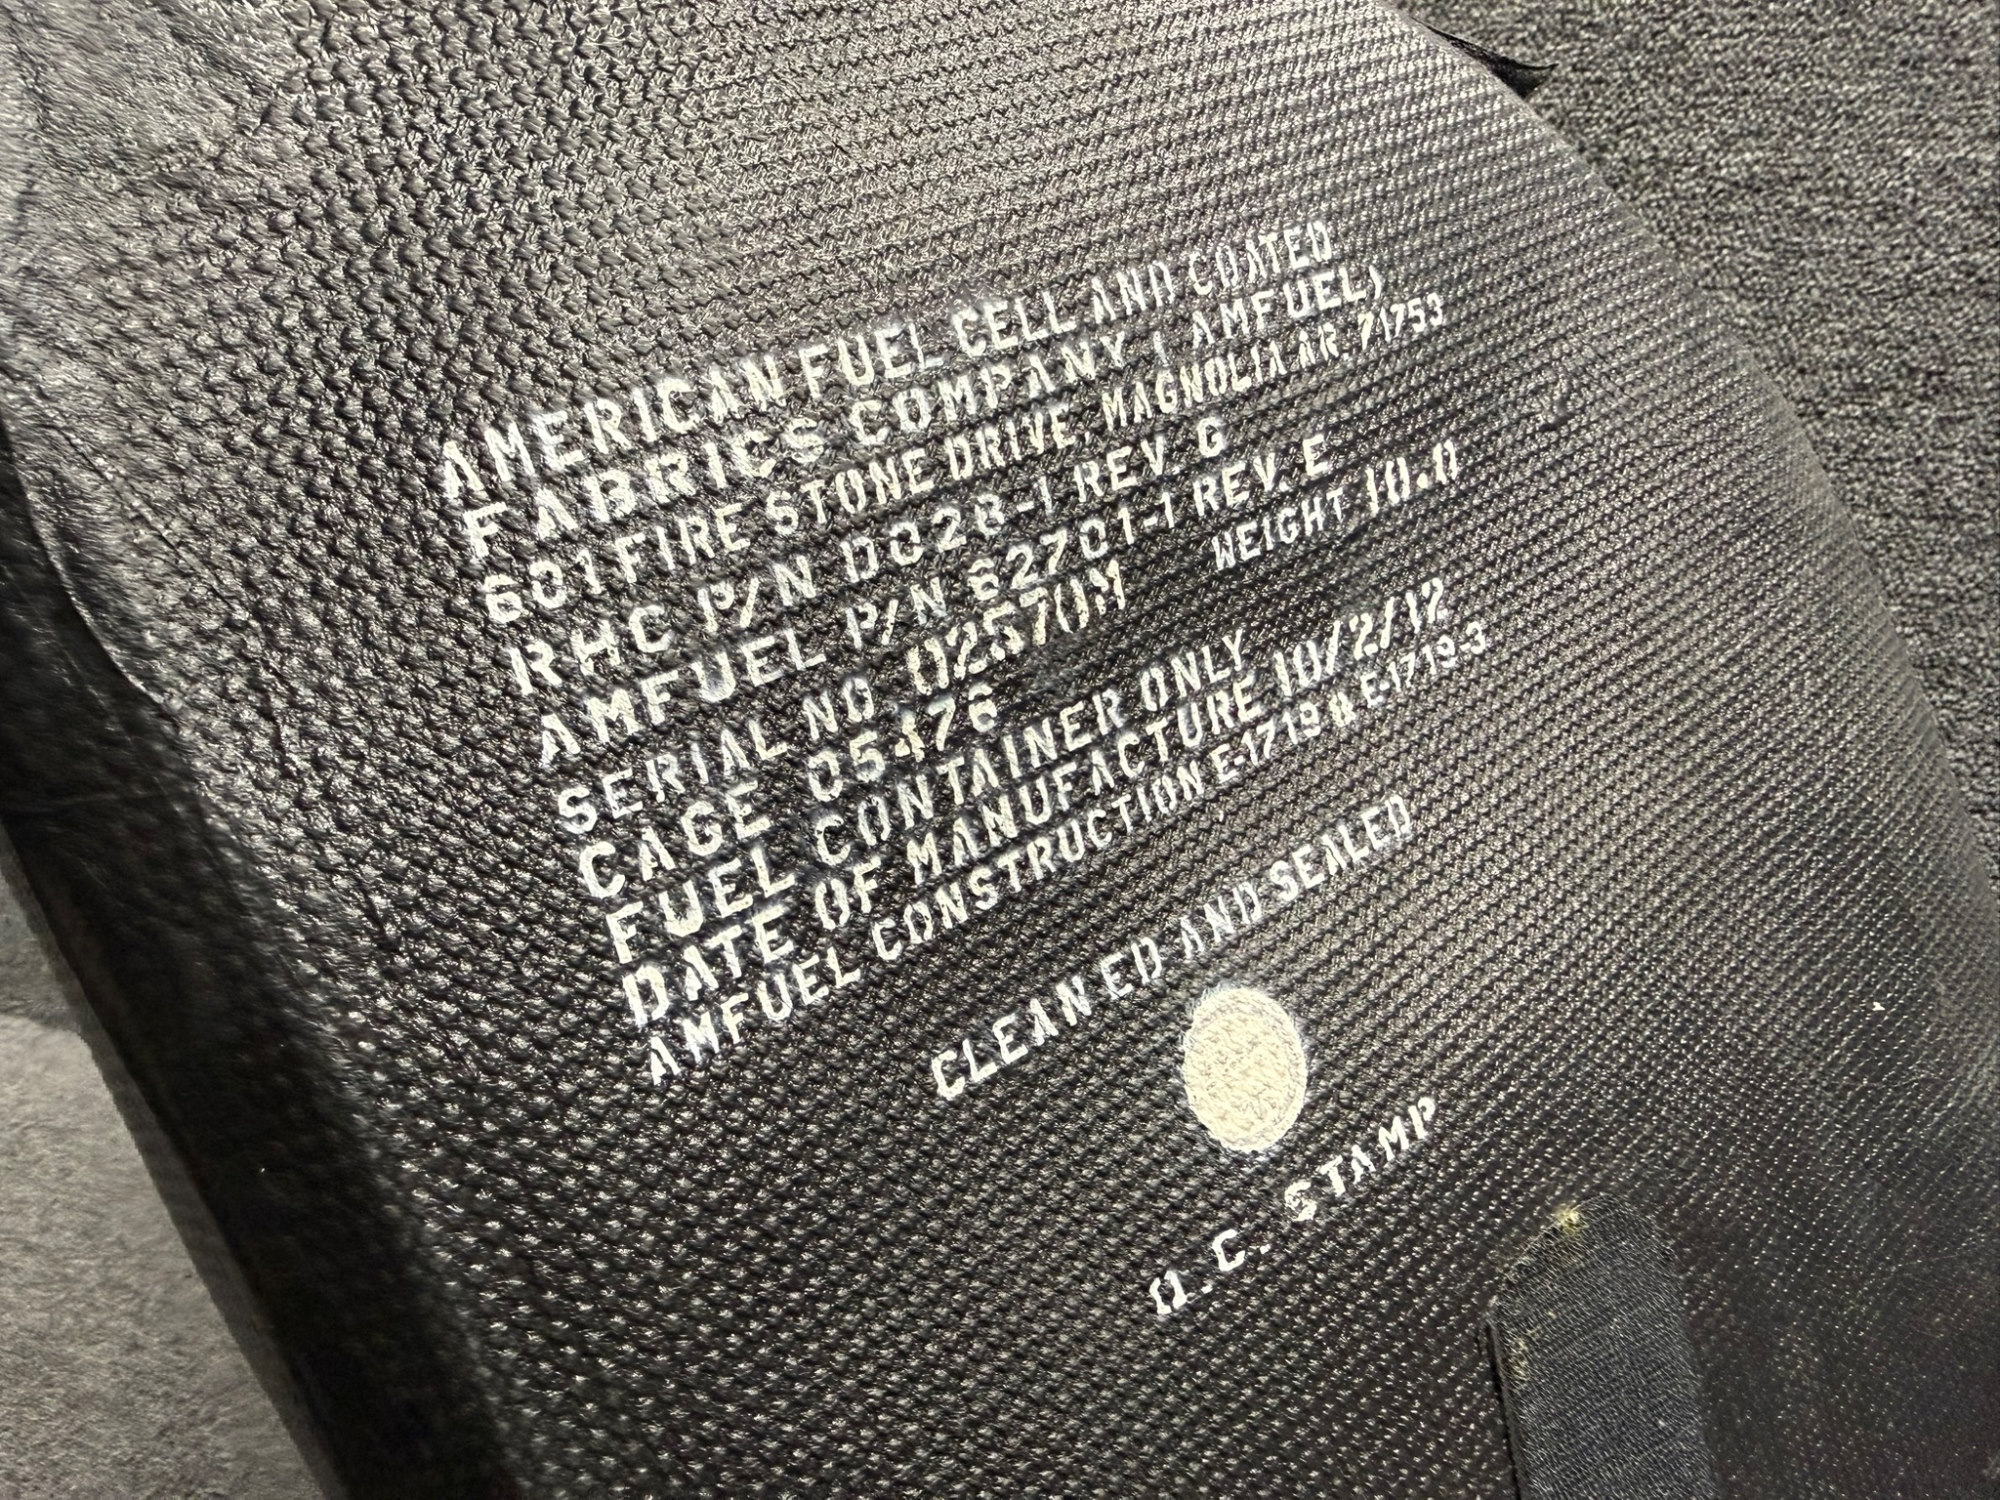 AMERICAN FUEL CELL AND COATED
FABRICS COMPANY ( AMFUEL)
601 FIRE STONE DRIVE, MAGNOLIA AR. 71753
RHC P/N D028-1 REV. G
AMFUEL P/N 62701-1 REV. E
SERIAL NO 02570M WEIGHT 10.0
CAGE 05476
FUEL CONTAINER ONLY
DATE OF MANUFACTURE 10/2/12
AMFUEL CONSTRUCTION E-1719 & E-1719-3
CLEANED AND SEALED
Q.C. STAMP